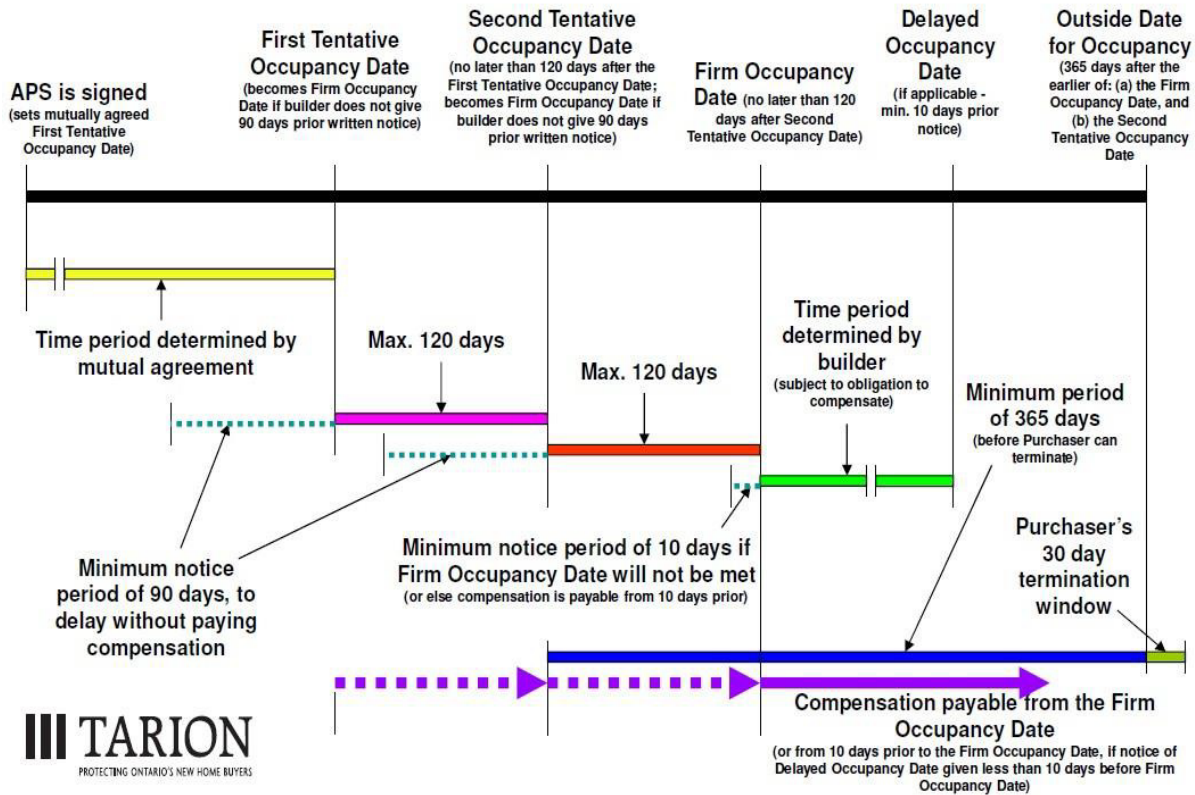 APS is signed
(sets mutually agreed
First Tentative
Occupancy Date)
First Tentative
Occupancy Date
(becomes Firm Occupancy
Date if builder does not give
90 days prior written notice)
Second Tentative
Occupancy Date
(no later than 120 days after the
First Tentative Occupancy Date;
becomes Firm Occupancy Date if
builder does not give 90 days
prior written notice)
Firm Occupancy
Date (no later than 120
days after Second
Tentative Occupancy Date)
Delayed
Occupancy
Date
(if applicable -
min. 10 days prior
notice)
Outside Date
for Occupancy
(365 days after the
earlier of: (a) the Firm
Occupancy Date, and
(b) the Second
Tentative Occupancy
Date
Time period determined by
mutual agreement
Max. 120 days
Max. 120 days
Time period
determined by
builder
(subject to obligation to
compensate)
Minimum period
of 365 days
(before Purchaser can
terminate)
Minimum notice
period of 90 days, to
delay without paying
compensation
Minimum notice period of 10 days if
Firm Occupancy Date will not be met
(or else compensation is payable from 10 days prior)
Purchaser's
30 day
termination
window
Compensation payable from the Firm
Occupancy Date
(or from 10 days prior to the Firm Occupancy Date, if notice of
Delayed Occupancy Date given less than 10 days before Firm
Occupancy Date)
TARION
PROTECTING ONTARIO'S NEW HOME BUYERS